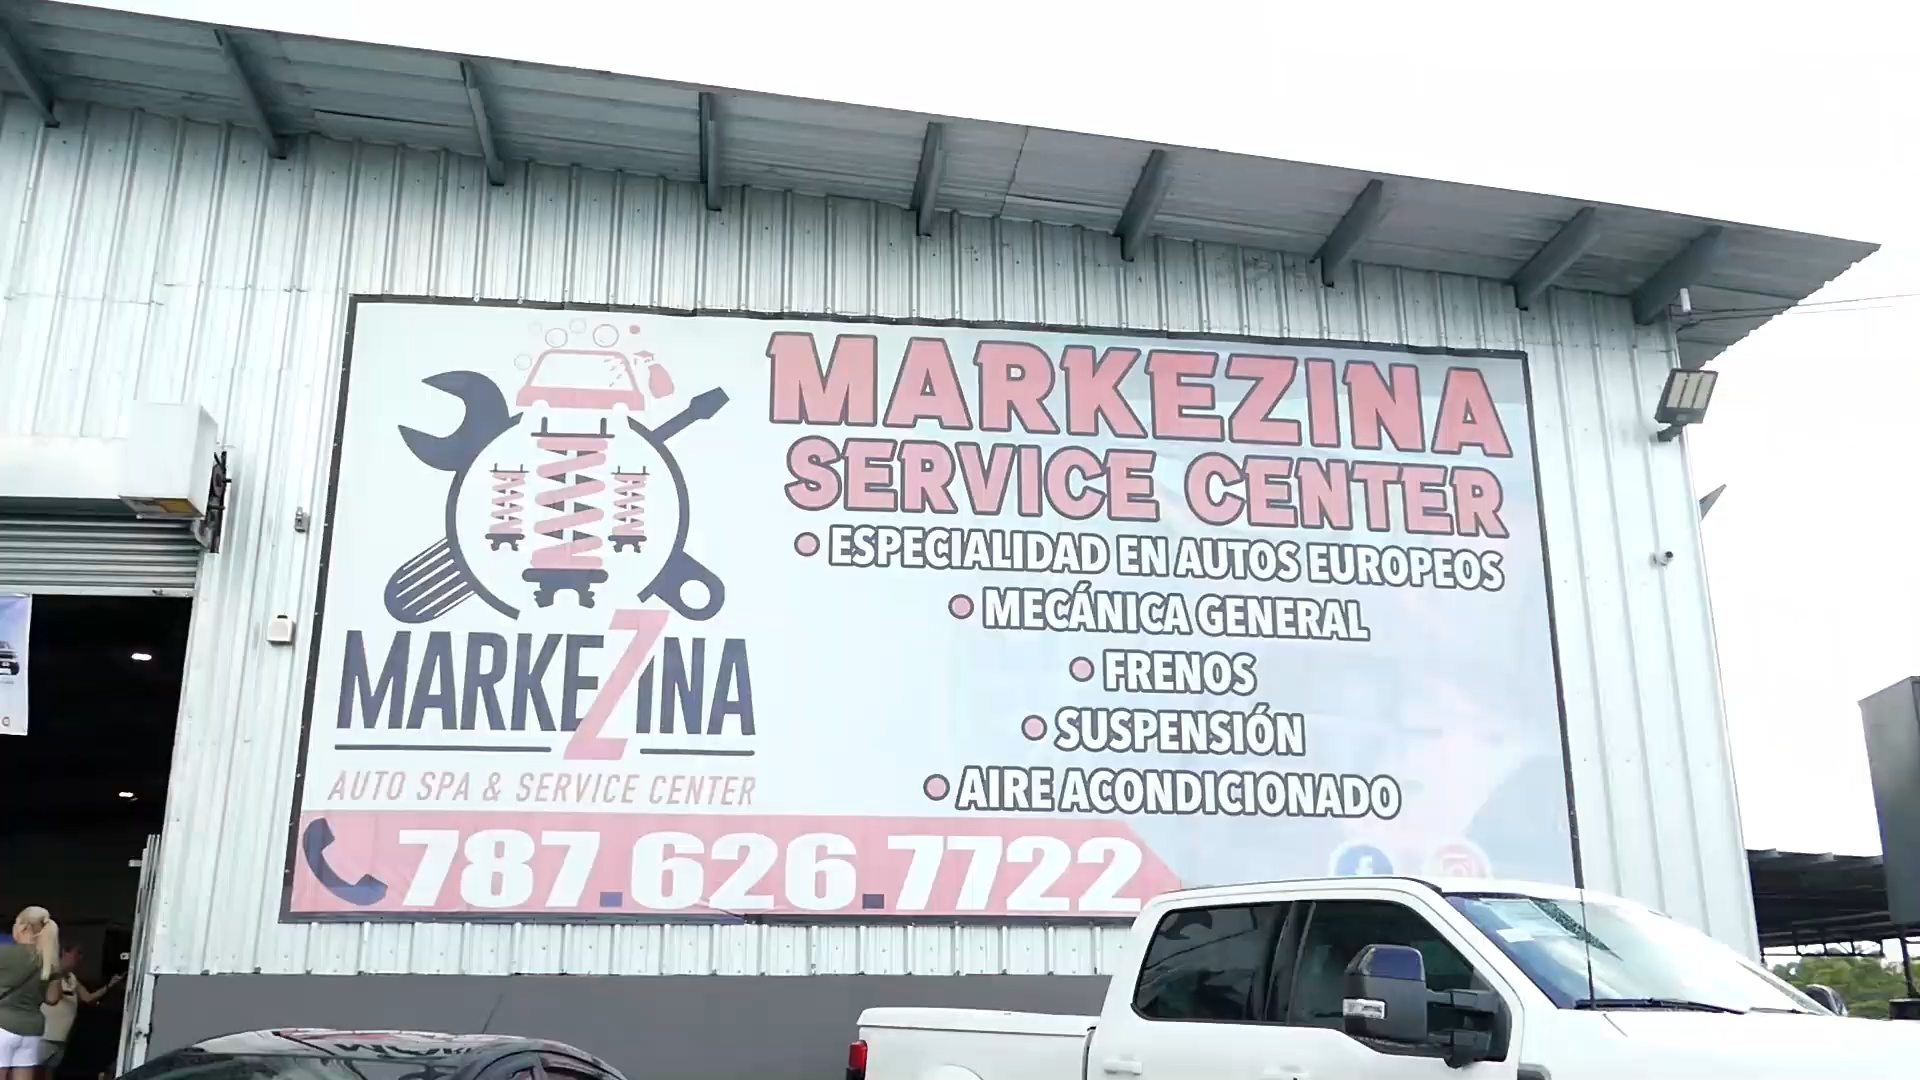 MARKEZINA
AUTO SPA & SERVICE CENTER
787.626.7722
MARKEZINA
SERVICE CENTER
• ESPECIALIDAD EN AUTOS EUROPEOS
• MECÁNICA GENERAL
• FRENOS
• SUSPENSIÓN
• AIRE ACONDICIONADO